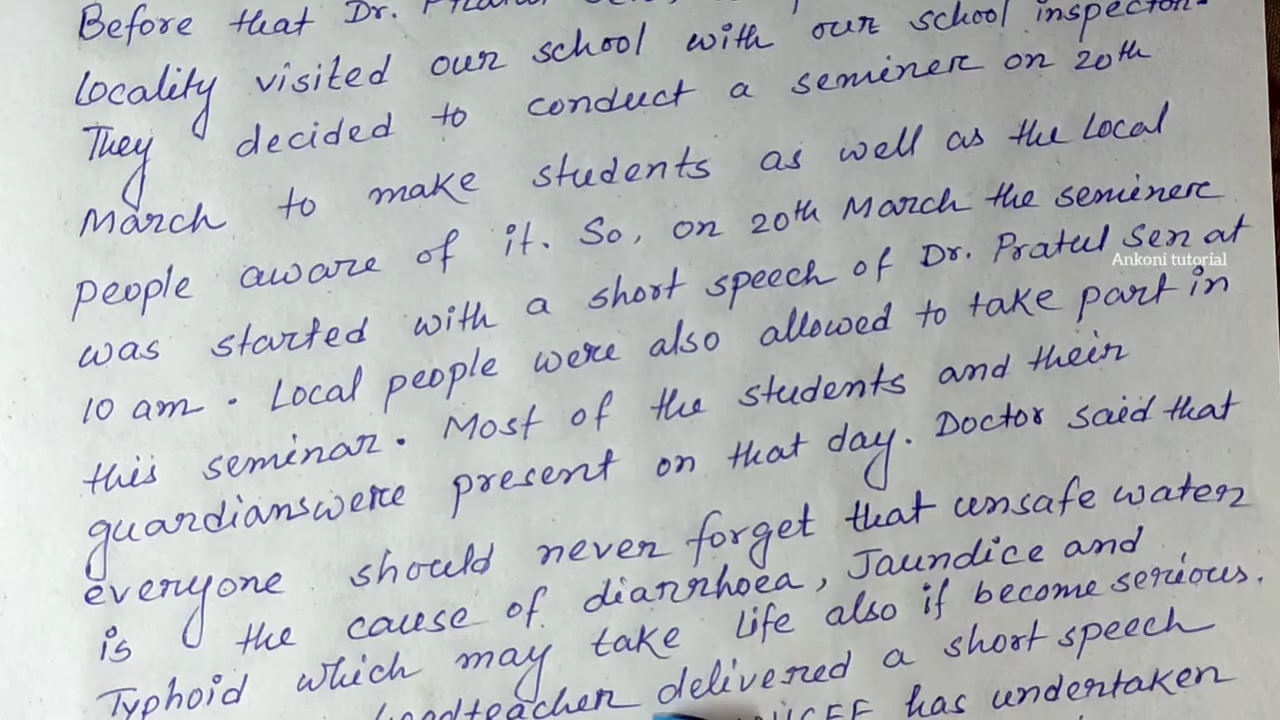 Before that Dr.
locality visited our school with our school inspector.
They decided to conduct a seminer on 20th
March to make students as well as the local
people aware of it. So, on 20th March the seminer
was started with a short speech of Dr. Pratul Sen at
Ankoni tutorial
10 am. Local people were also allowed to take part in
this seminar. Most of the students and their
guardians were present on that day. Doctor said that
everyone should never forget that unsafe water
is the cause of diarrhoea, Jaundice and
Typhoid which may take life also if become serious.
headteacher delivered a short speech
has undertaken